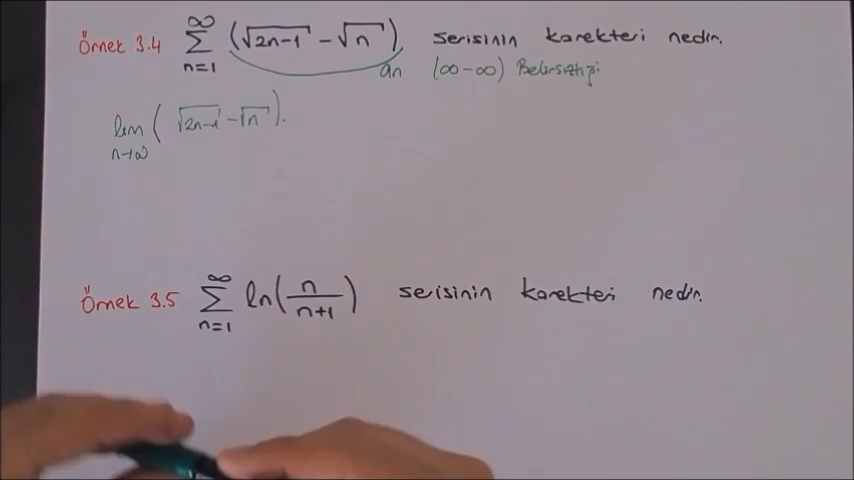 Örnek 3.4 ∞∑n=1 (√2n-1 - √n) serisinin karekteri nedir.
an (∞-∞) Belirsizliği
lim n→∞ ( √2n-1 - √n ).
Örnek 3.5 ∞∑n=1 ln(n/n+1) serisinin karekteri nedir.